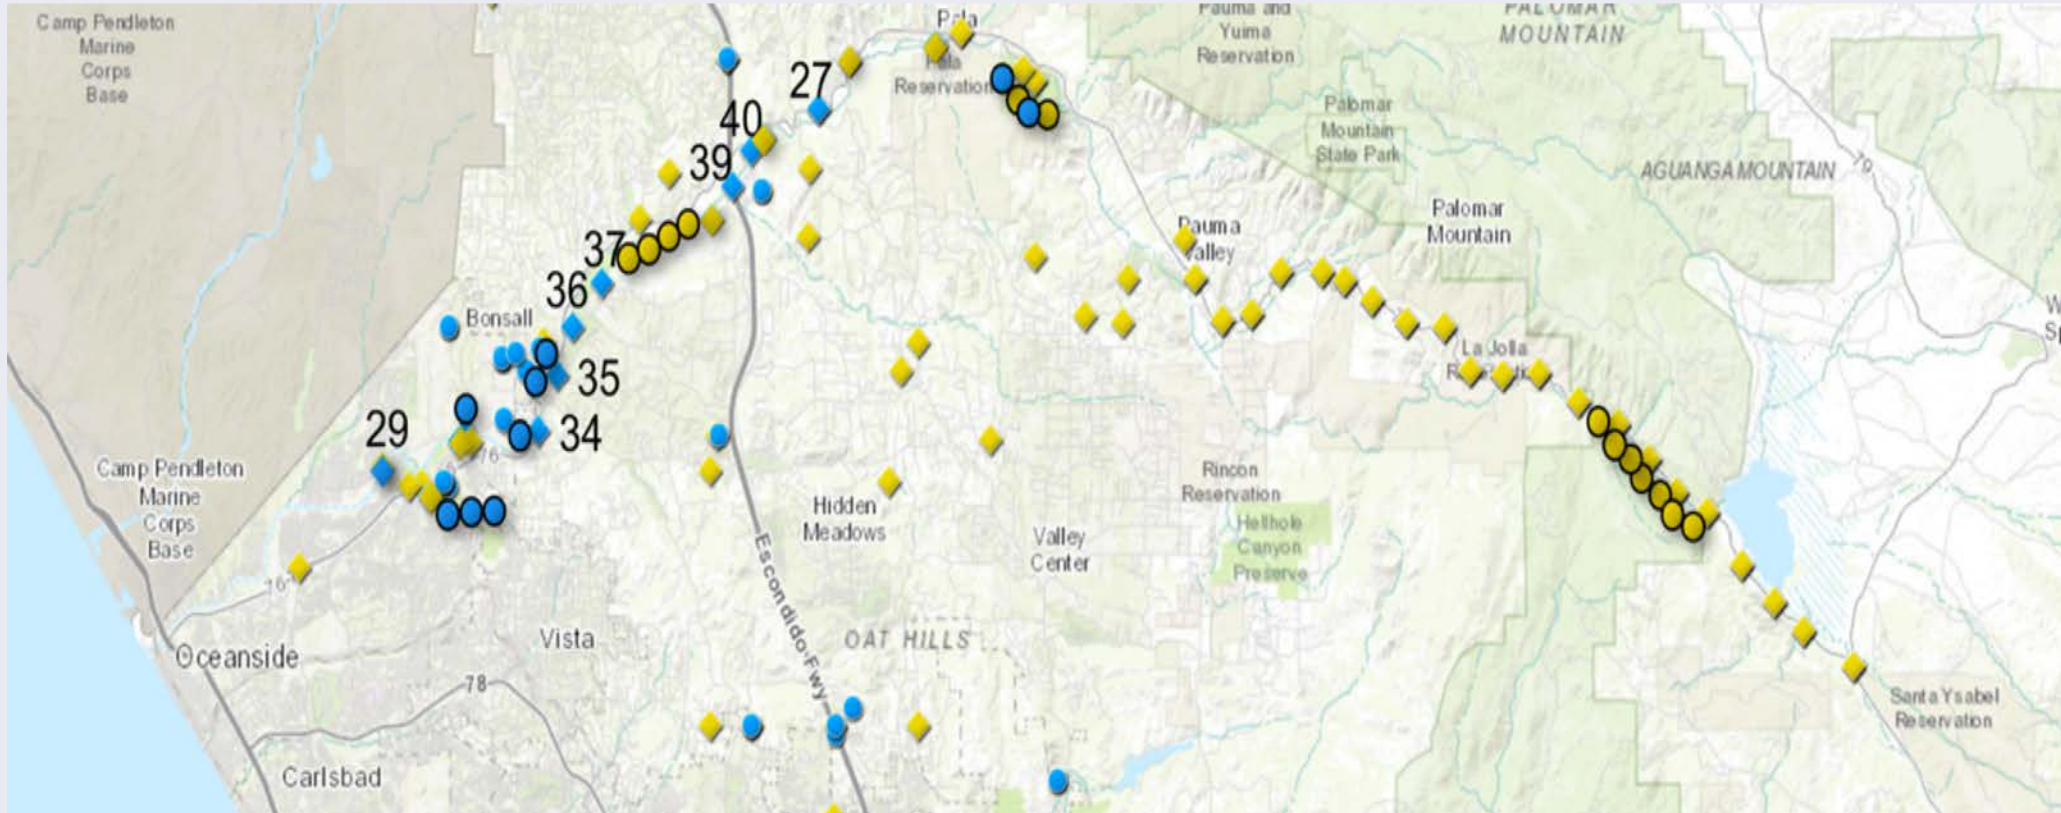 Camp Pendleton
Marine
Corps
Base
Pala
Pala
Reservation
Pauma and
Yuima
Reservation
PALOMAR
MOUNTAIN
27
40
39
37
36
Palomar
Mountain
State Park
AGUANGA MOUNTAIN
79
Palomar
Mountain
Pauma
Valley
Bonsall
35
34
29
76
La Jolla
Camp Pendleton
Marine
Corps
Base
Hidden
Meadows
Valley
Center
Rincon
Reservation
Hellhole
Canyon
Preserve
76
Escondido Fwy
Oceanside
Vista
OAT HILLS
78
Carlsbad
Santa Ysabel
Reservation